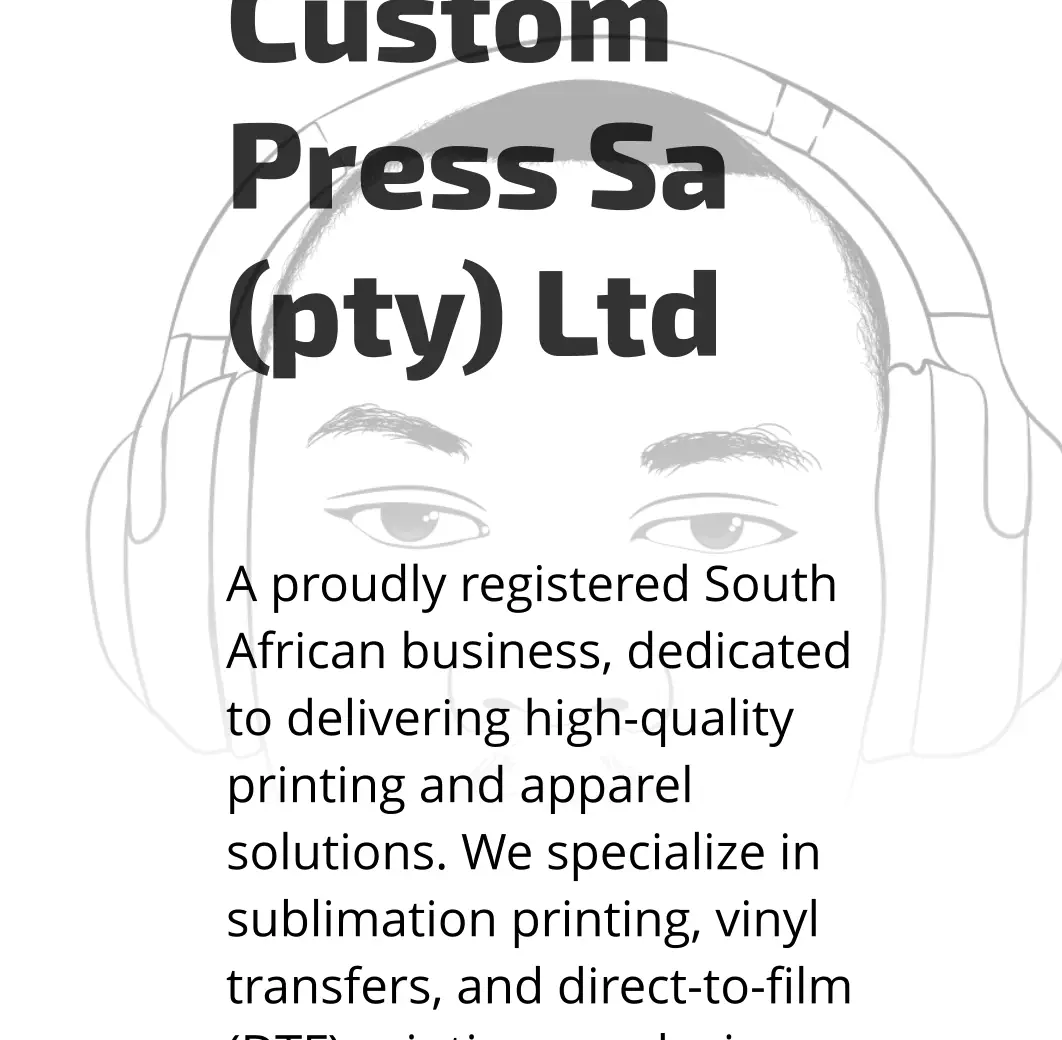 Custom
Press Sa
(pty) Ltd
A proudly registered South
African business, dedicated
to delivering high-quality
printing and apparel
solutions. We specialize in
sublimation printing, vinyl
transfers, and direct-to-film